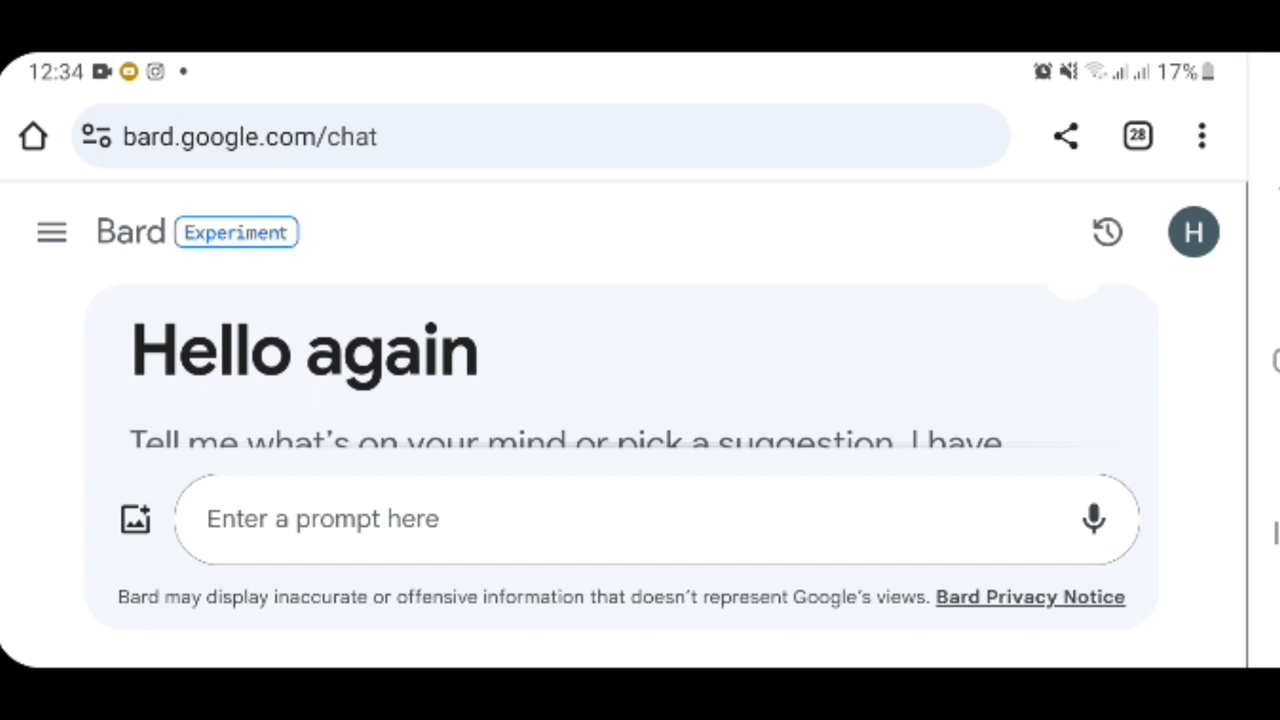 12:34 17%
bard.google.com/chat 28
Bard Experiment H
Hello again
Tell me what's on your mind or pick a suggestion. I have
Enter a prompt here
Bard may display inaccurate or offensive information that doesn't represent Google's views. Bard Privacy Notice